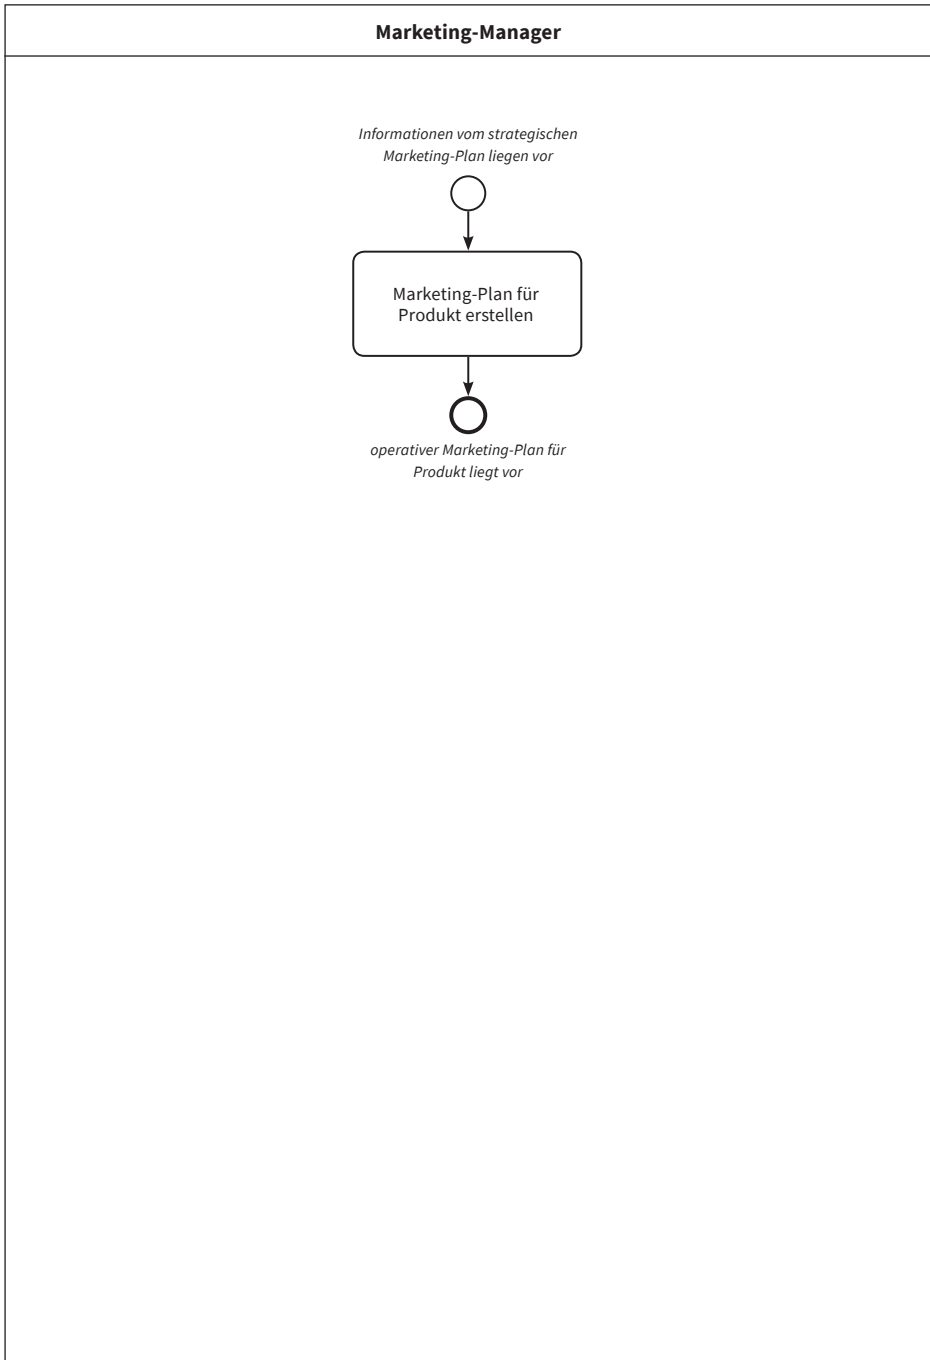 Marketing-Manager
Informationen vom strategischen
Marketing-Plan liegen vor
Marketing-Plan für
Produkt erstellen
operativer Marketing-Plan für
Produkt liegt vor